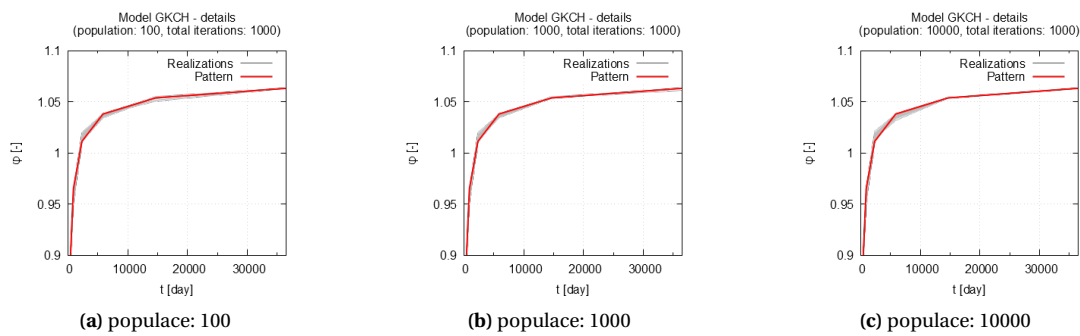 Model GKCH - details
(population: 100, total iterations: 1000)
1.1
1.05
1
0.95
0.9
φ [-]
Realizations
Pattern
0 10000 20000 30000
t [day]
(a) populace: 100
Model GKCH - details
(population: 1000, total iterations: 1000)
1.1
1.05
1
0.95
0.9
φ [-]
Realizations
Pattern
0 10000 20000 30000
t [day]
(b) populace: 1000
Model GKCH - details
(population: 10000, total iterations: 1000)
1.1
1.05
1
0.95
0.9
φ [-]
Realizations
Pattern
0 10000 20000 30000
t [day]
(c) populace: 10000